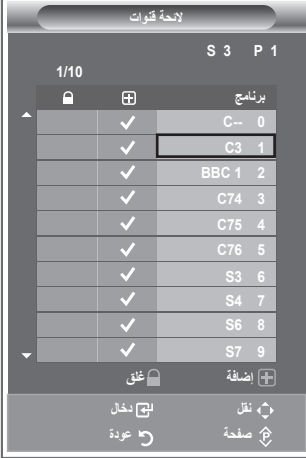 لائحة قنوات
S 3 P 1
1/10
برنامج
C-- 0
C3 1
BBC 1 2
C74 3
C75 4
C76 5
S3 6
S4 7
S6 8
S7 9
إضافة غلق
نقل دخال
صفحة عودة